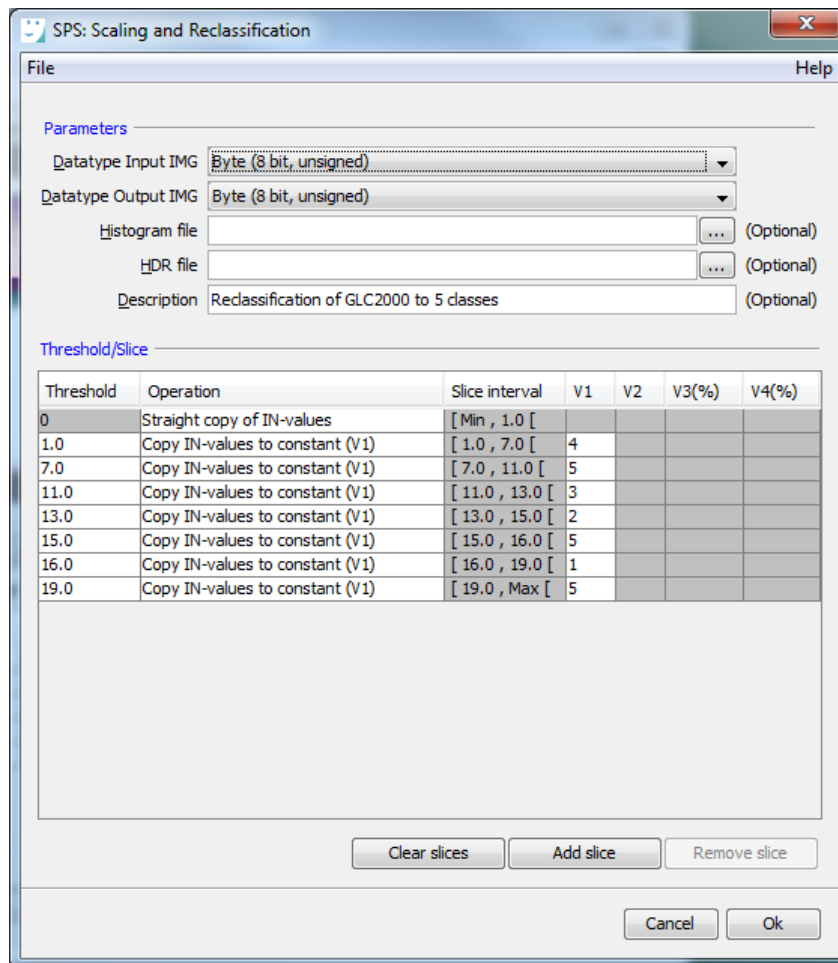 SPS: Scaling and Reclassification
File Help
Parameters
Datatype Input IMG Byte (8 bit, unsigned)
Datatype Output IMG Byte (8 bit, unsigned)
Histogram file ... (Optional)
HDR file ... (Optional)
Description Reclassification of GLC2000 to 5 classes (Optional)
Threshold/Slice
Threshold Operation Slice interval V1 V2 V3(%) V4(%)
0 Straight copy of IN-values [ Min , 1.0 [
1.0 Copy IN-values to constant (V1) [ 1.0 , 7.0 [ 4
7.0 Copy IN-values to constant (V1) [ 7.0 , 11.0 [ 5
11.0 Copy IN-values to constant (V1) [ 11.0 , 13.0 [ 3
13.0 Copy IN-values to constant (V1) [ 13.0 , 15.0 [ 2
15.0 Copy IN-values to constant (V1) [ 15.0 , 16.0 [ 5
16.0 Copy IN-values to constant (V1) [ 16.0 , 19.0 [ 1
19.0 Copy IN-values to constant (V1) [ 19.0 , Max [ 5
Clear slices Add slice Remove slice
Cancel Ok